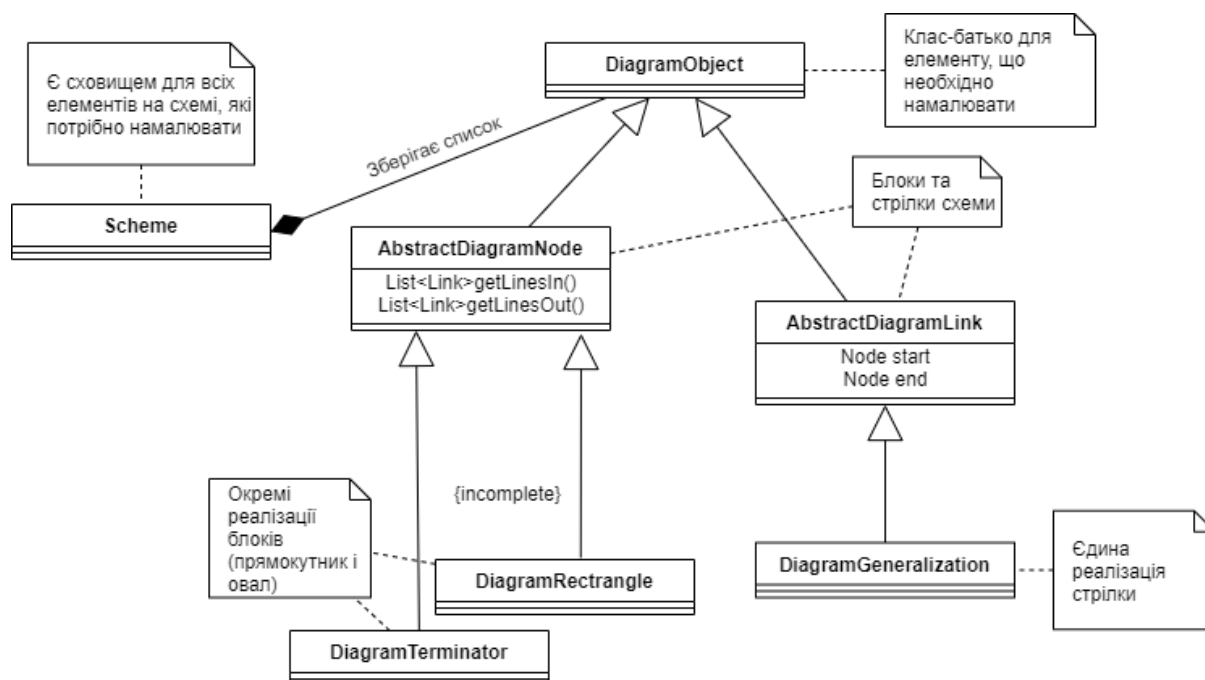 Є сховищем для всіх
елементів на схемі, які
потрібно намалювати
DiagramObject
Клас-батько для
елементу, що
необхідно
намалювати
Зберігає список
Scheme
Блоки та
стрілки схеми
AbstractDiagramNode
List<Link>getLinesIn()
List<Link>getLinesOut()
AbstractDiagramLink
Node start
Node end
Окремі
реалізації
блоків
(прямокутник і
овал)
{incomplete}
DiagramRectrangle
DiagramGeneralization
Єдина
реалізація
стрілки
DiagramTerminator